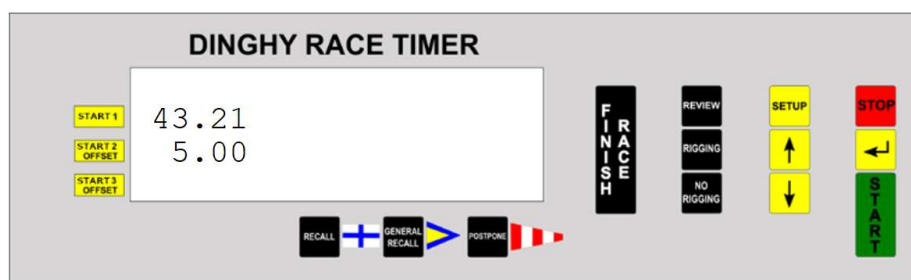 DINGHY RACE TIMER
START 1
START 2
OFFSET
START 3
OFFSET
43.21
5.00
FINISH
RACE
REVIEW
RIGGING
NO
RIGGING
SETUP
STOP
START
RECALL
GENERAL
RECALL
POSTPONE